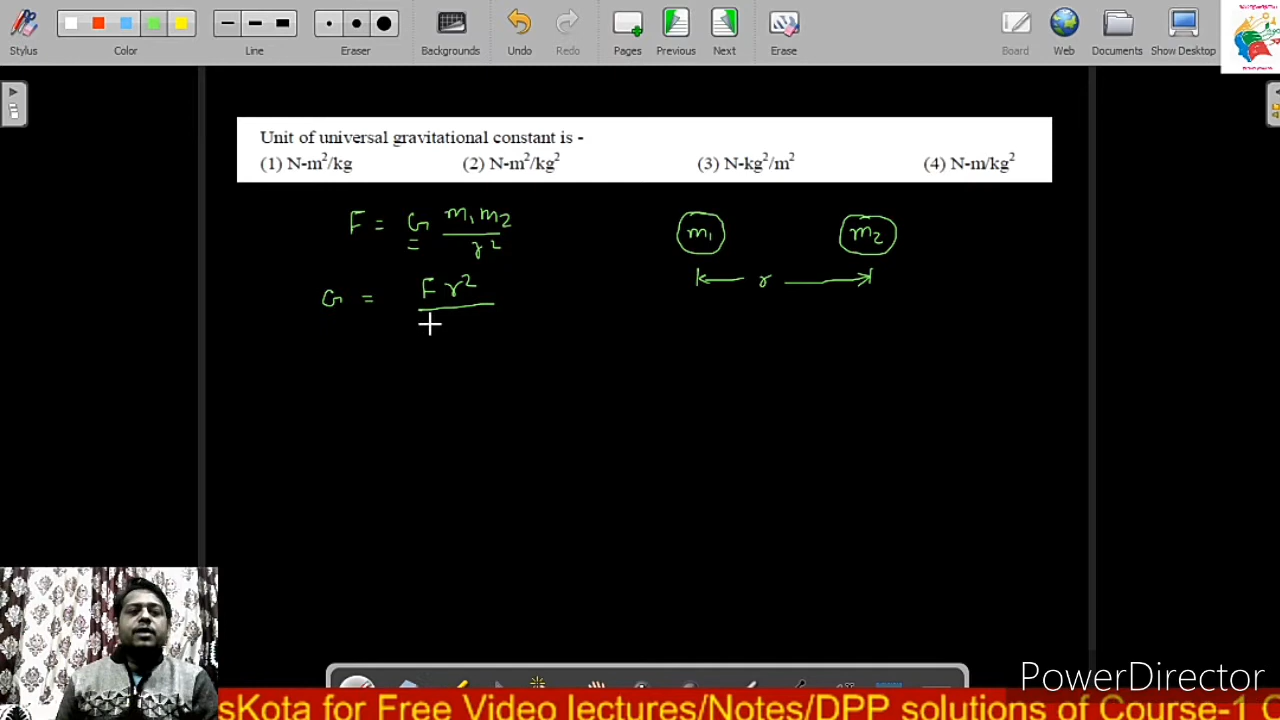 Stylus Color Line Eraser Backgrounds Undo Redo Pages Previous Next Erase Board Web Documents Show Desktop
Unit of universal gravitational constant is -
(1) N-m²/kg (2) N-m²/kg² (3) N-kg²/m² (4) N-m/kg²
F = G m₁m₂/r² m₁ m₂
r
G = F r²
PowerDirector
sKota for Free Video lectures/Notes/DPP solutions of Course-1 C